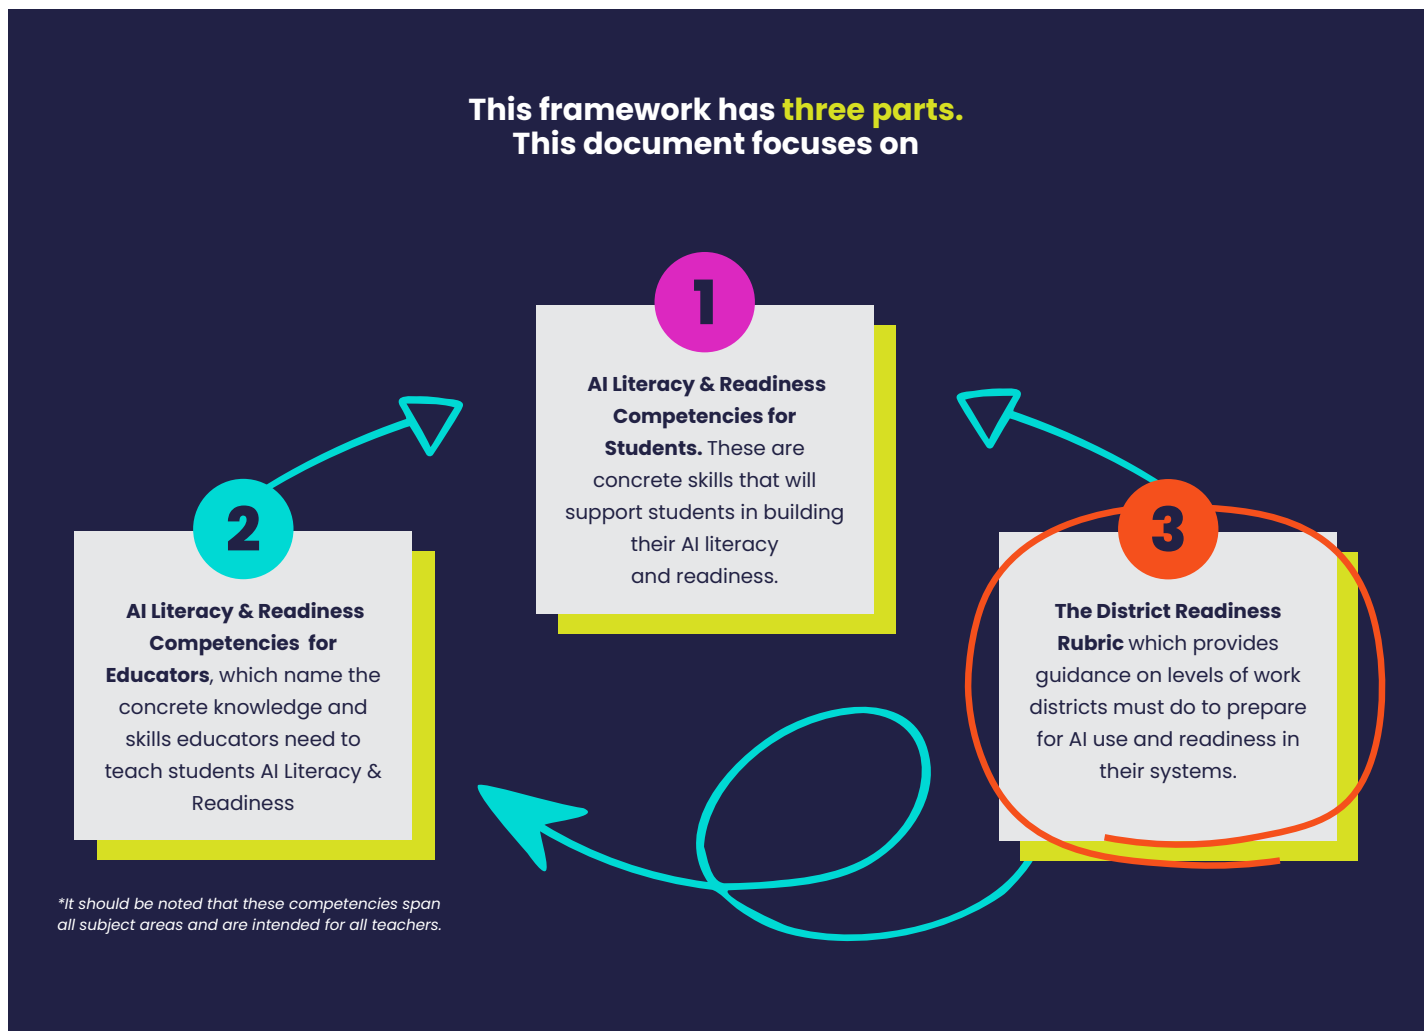 This framework has three parts.
This document focuses on
1
AI Literacy & Readiness
Competencies for
Students. These are
concrete skills that will
support students in building
their AI literacy
and readiness.
2
AI Literacy & Readiness
Competencies for
Educators, which name the
concrete knowledge and
skills educators need to
teach students AI Literacy &
Readiness
*It should be noted that these competencies span
all subject areas and are intended for all teachers.
3
The District Readiness
Rubric which provides
guidance on levels of work
districts must do to prepare
for AI use and readiness in
their systems.